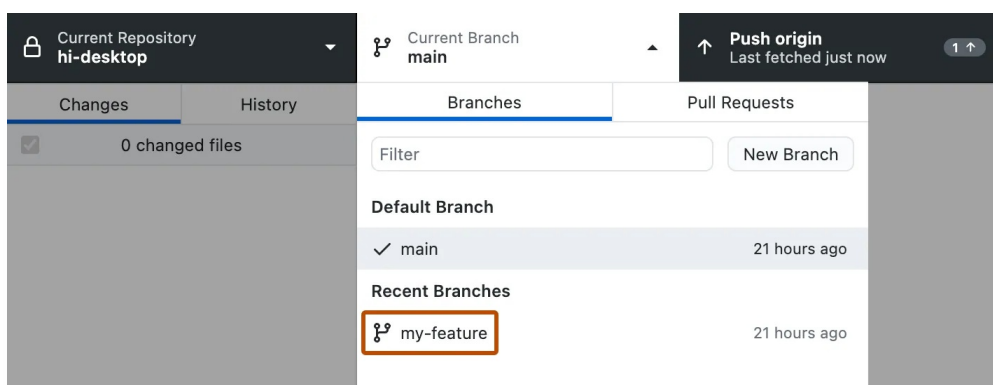 Current Repository
hi-desktop
Current Branch
main
Push origin
Last fetched just now
1 ↑
Changes
History
Branches
Pull Requests
0 changed files
Filter
New Branch
Default Branch
main
21 hours ago
Recent Branches
my-feature
21 hours ago